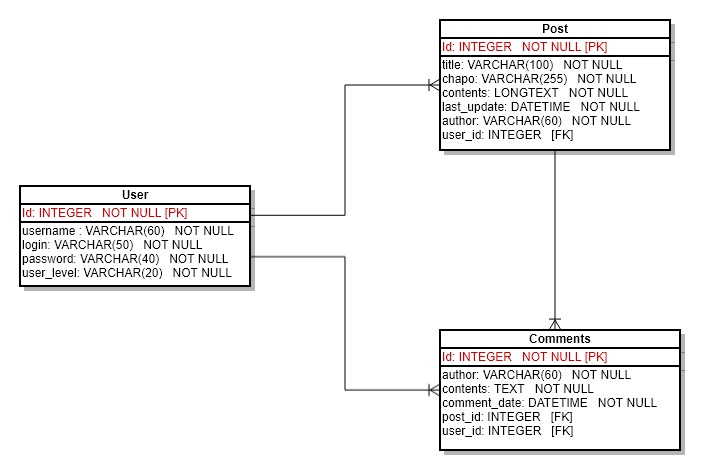 Post
Id: INTEGER NOT NULL [PK]
title: VARCHAR(100) NOT NULL
chapo: VARCHAR(255) NOT NULL
contents: LONGTEXT NOT NULL
last_update: DATETIME NOT NULL
author: VARCHAR(60) NOT NULL
user_id: INTEGER [FK]
User
Id: INTEGER NOT NULL [PK]
username : VARCHAR(60) NOT NULL
login: VARCHAR(50) NOT NULL
password: VARCHAR(40) NOT NULL
user_level: VARCHAR(20) NOT NULL
Comments
Id: INTEGER NOT NULL [PK]
author: VARCHAR(60) NOT NULL
contents: TEXT NOT NULL
comment_date: DATETIME NOT NULL
post_id: INTEGER [FK]
user_id: INTEGER [FK]